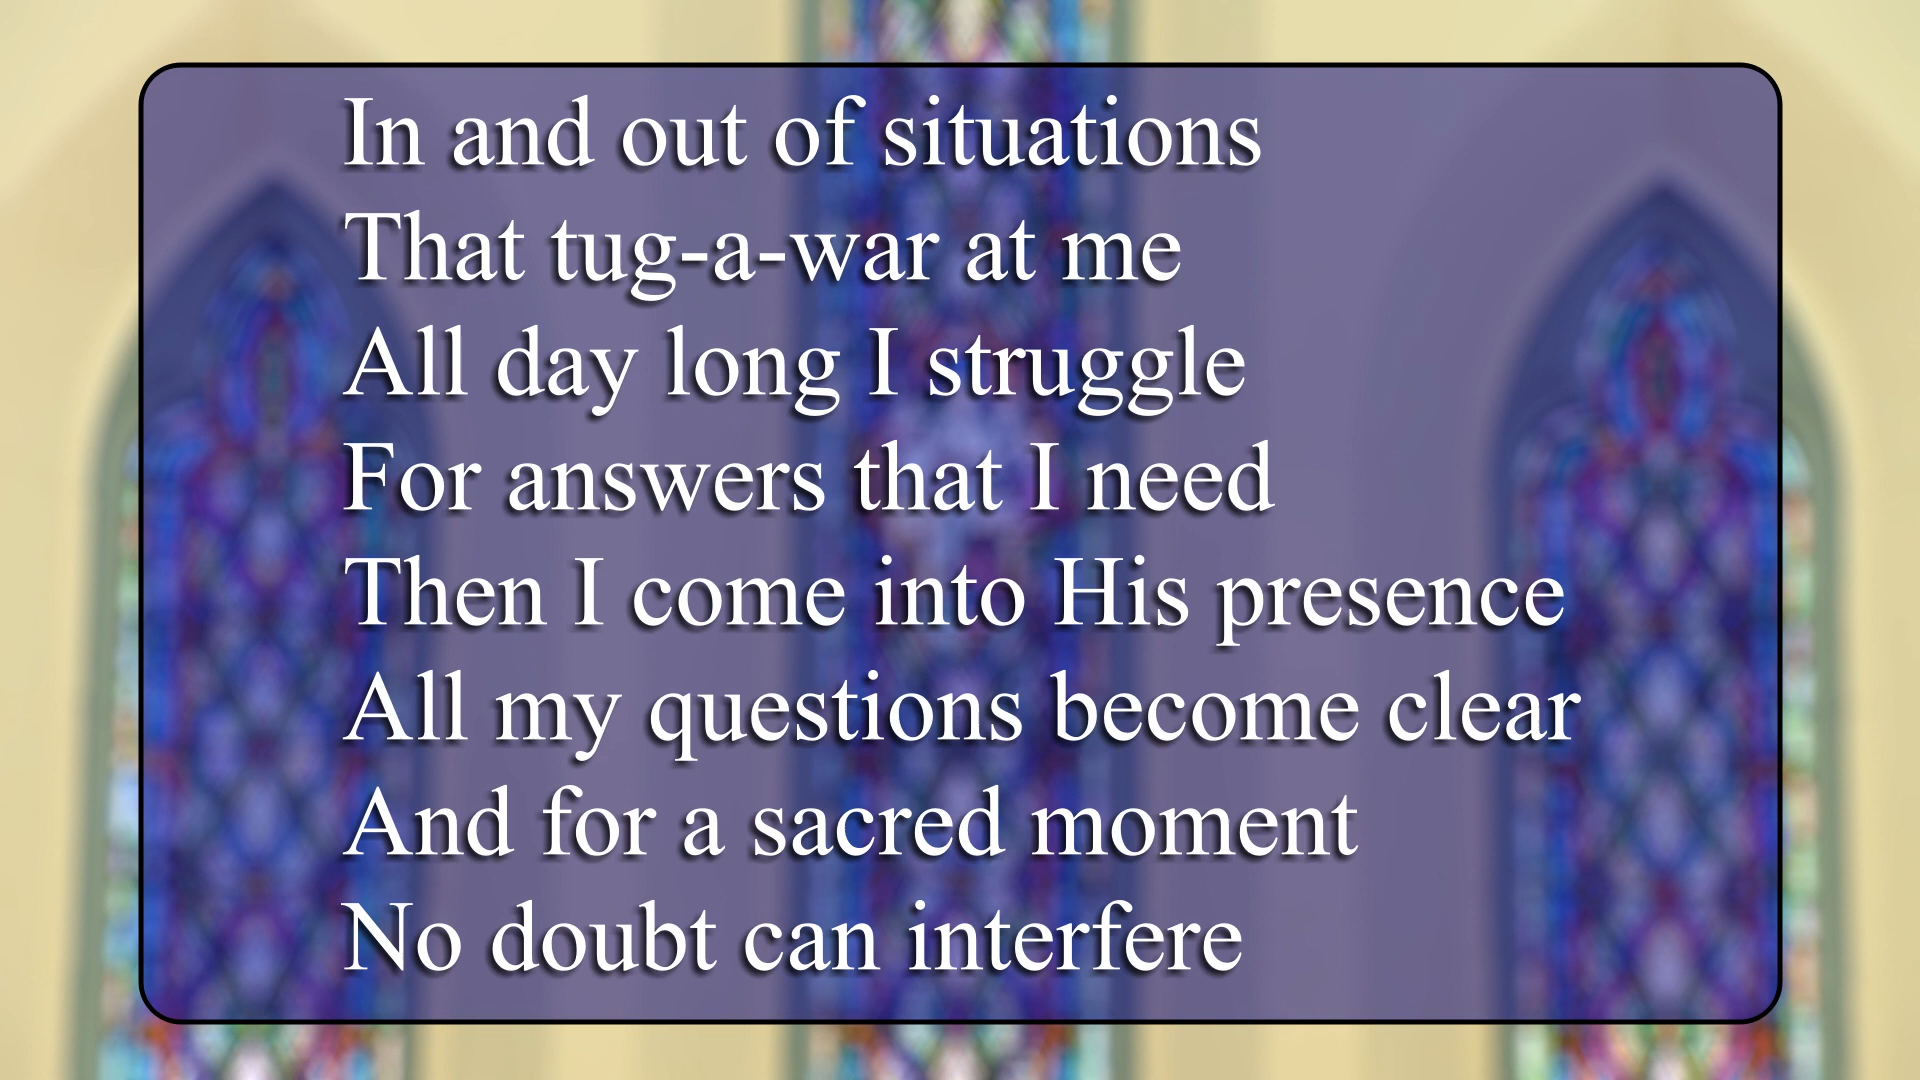 In and out of situations
That tug-a-war at me
All day long I struggle
For answers that I need
Then I come into His presence
All my questions become clear
And for a sacred moment
No doubt can interfere